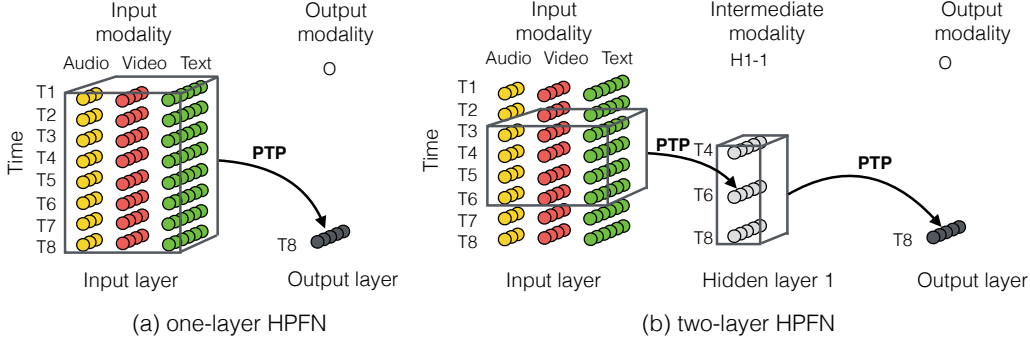 Input modality
Output modality
Audio Video Text
O
T1
T2
T3
T4
T5
T6
T7
T8
Time
PTP
T8
Input layer
Output layer
(a) one-layer HPFN
Input modality
Intermediate modality
Output modality
Audio Video Text
H1-1
O
T1
T2
T3
T4
T5
T6
T7
T8
Time
PTP
T4
T6
T8
PTP
T8
Input layer
Hidden layer 1
Output layer
(b) two-layer HPFN